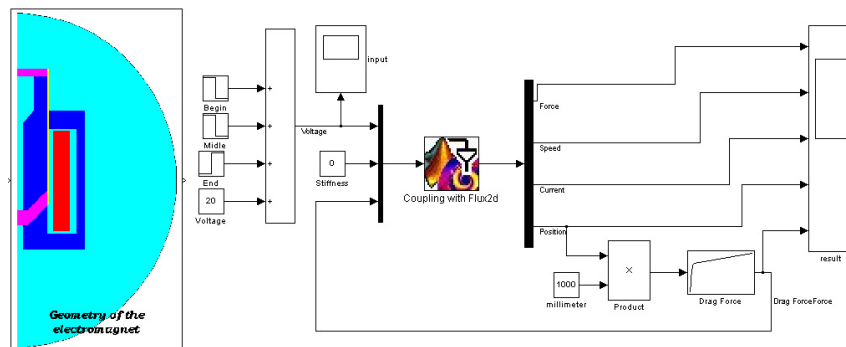 Geometry of the
electromagnet
Begin
Midle
End
20
Voltage
+
+
+
+
input
Voltage
0
Stiffness
Coupling with Flux2d
Force
Speed
Current
Position
1000
millimeter
×
Product
Drag Force
Drag ForceForce
result